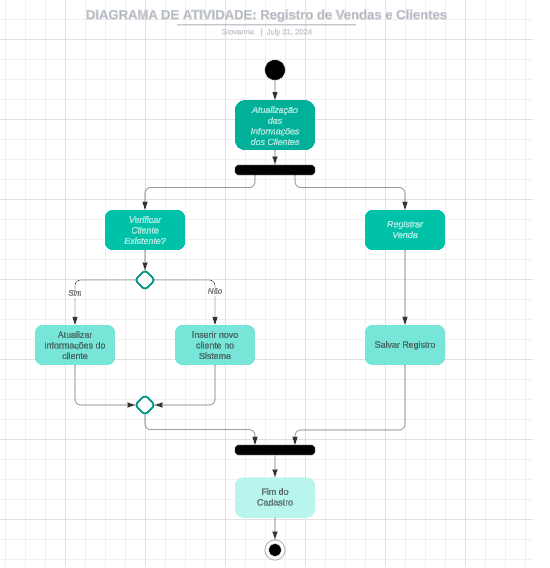 DIAGRAMA DE ATIVIDADE: Registro de Vendas e Clientes
Giovanna | July 31, 2024
Atualização
das
Informações
dos Clientes
Verificar
Cliente
Existente?
Registrar
Venda
Sim
Não
Atualizar
informações do
cliente
Inserir novo
cliente no
Sistema
Salvar Registro
Fim do
Cadastro